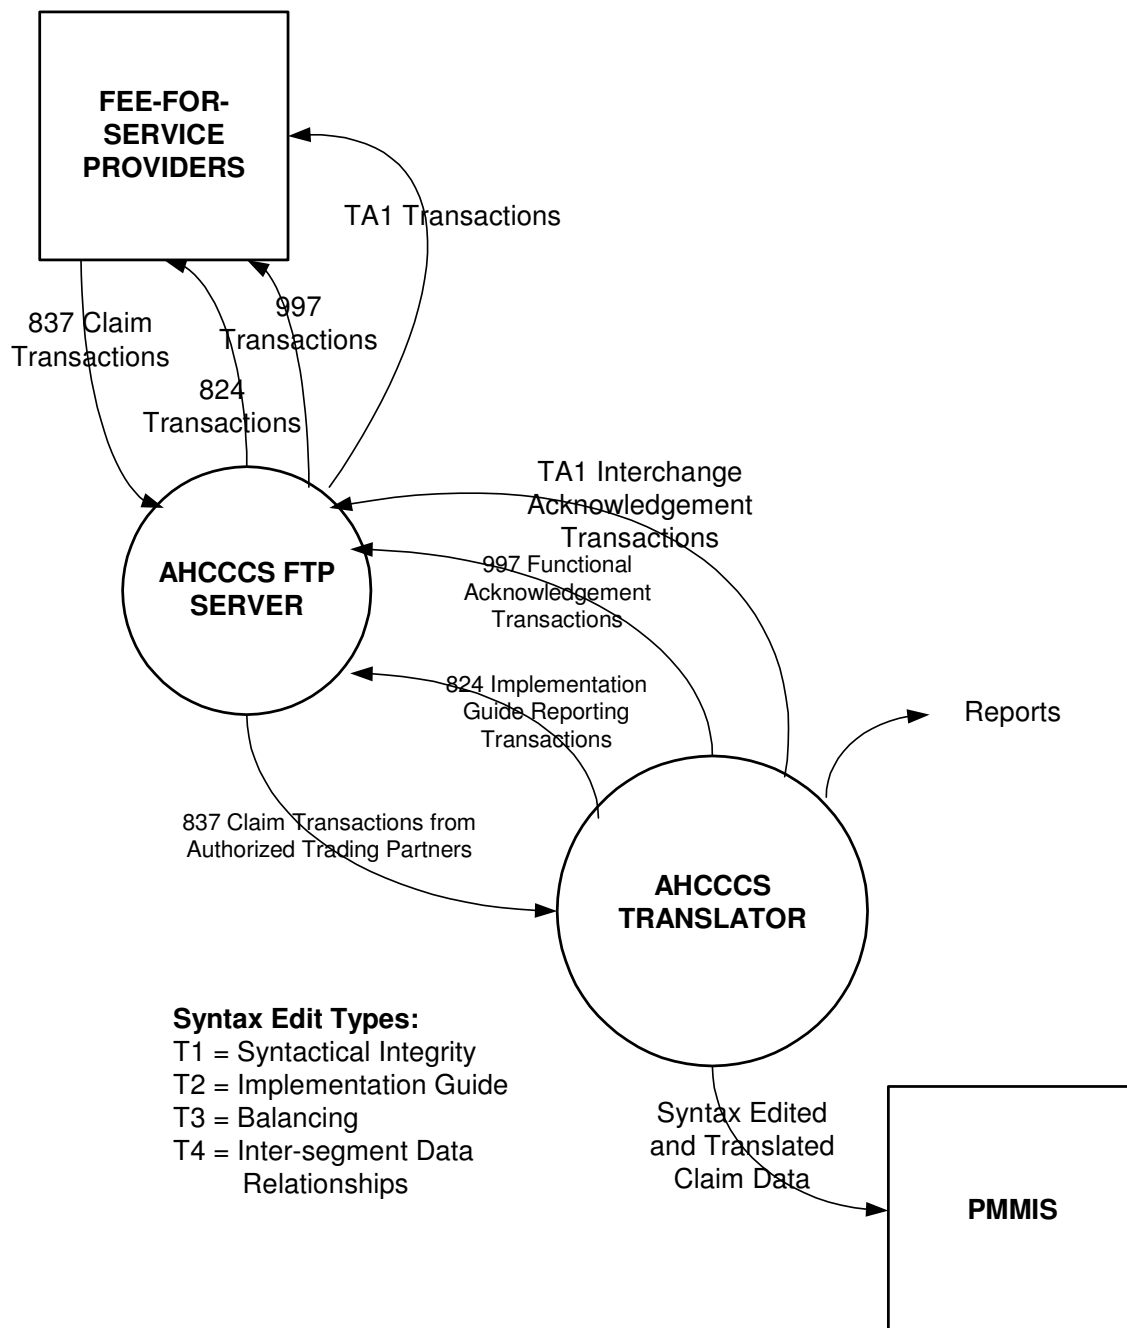 FEE-FOR-
SERVICE
PROVIDERS
TA1 Transactions
837 Claim
Transactions
997
Transactions
824
Transactions
TA1 Interchange
Acknowledgement
Transactions
997 Functional
Acknowledgement
Transactions
AHCCCS FTP
SERVER
824 Implementation
Guide Reporting
Transactions
Reports
837 Claim Transactions from
Authorized Trading Partners
AHCCCS
TRANSLATOR
Syntax Edit Types:
T1 = Syntactical Integrity
T2 = Implementation Guide
T3 = Balancing
T4 = Inter-segment Data
Relationships
Syntax Edited
and Translated
Claim Data
PMMIS